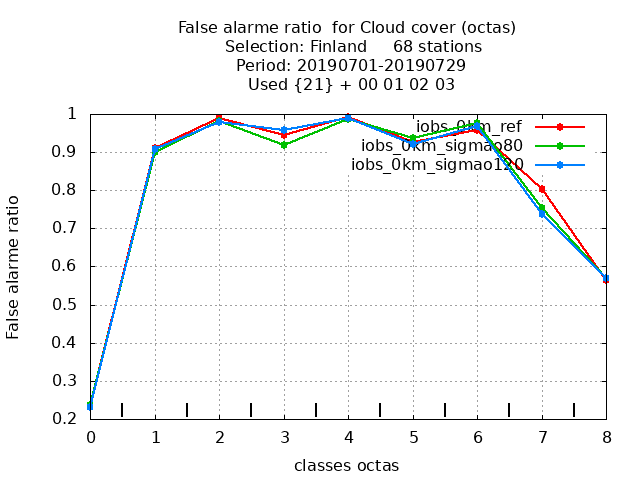 False alarme ratio  for Cloud cover (octas)
Selection: Finland     68 stations
Period: 20190701-20190729
Used {21} + 00 01 02 03
iobs_0km_ref
iobs_0km_sigmao80
iobs_0km_sigmao120
1
0.9
0.8
0.7
0.6
0.5
0.4
0.3
0.2
False alarme ratio
0 1 2 3 4 5 6 7 8
classes octas